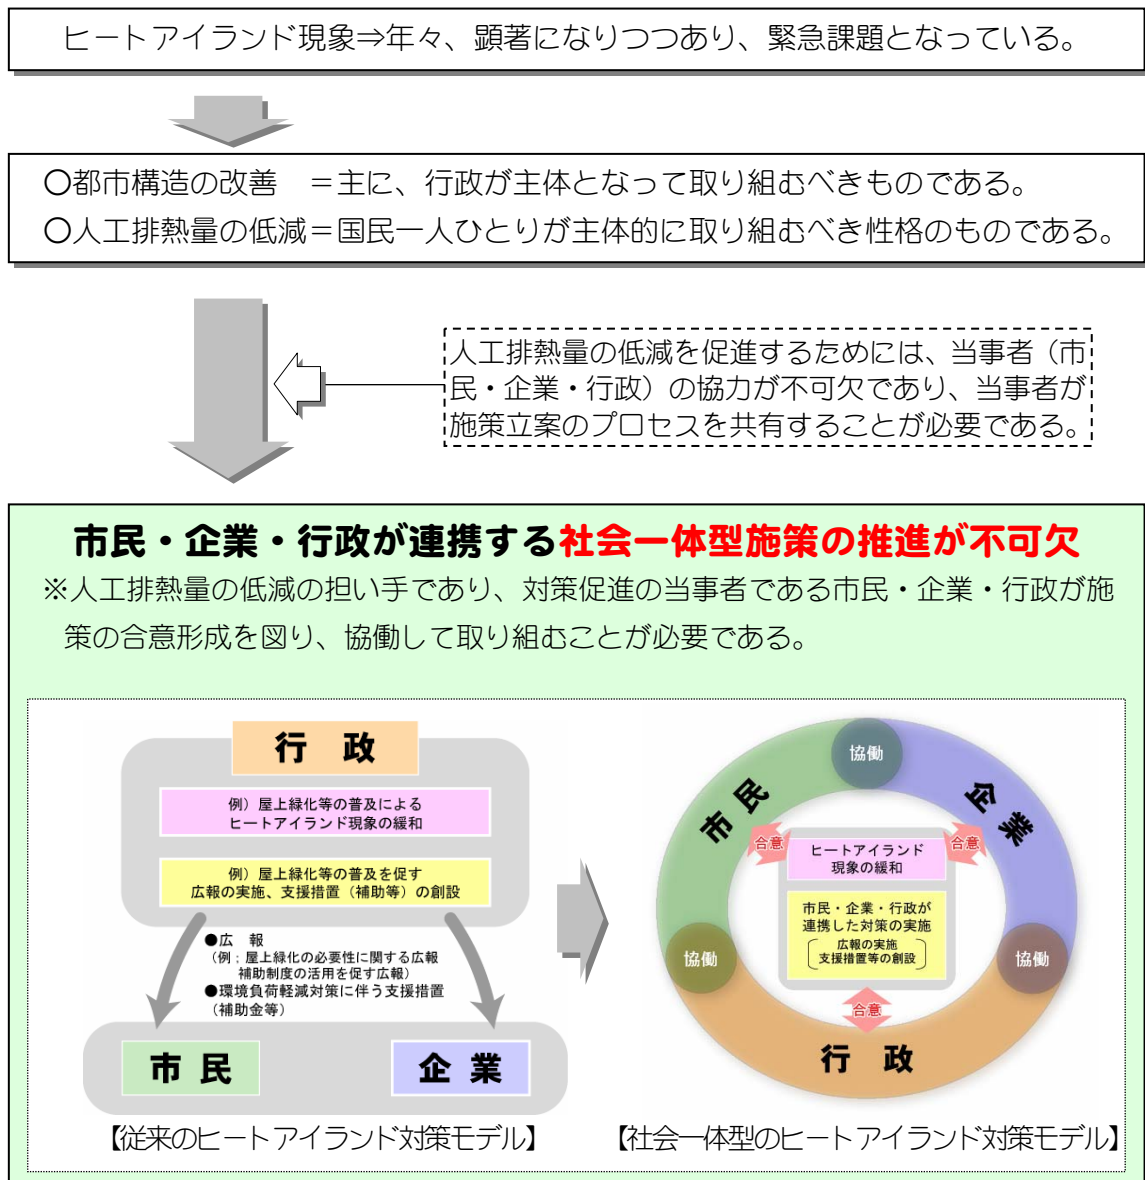 ヒートアイランド現象⇒年々、顕著になりつつあり、緊急課題となっている。
〇都市構造の改善　＝主に、行政が主体となって取り組むべきものである。
〇人工排熱量の低減＝国民一人ひとりが主体的に取り組むべき性格のものである。
人工排熱量の低減を促進するためには、当事者（市
民・企業・行政）の協力が不可欠であり、当事者が
施策立案のプロセスを共有することが必要である。
市民・企業・行政が連携する社会一体型施策の推進が不可欠
※人工排熱量の低減の担い手であり、対策促進の当事者である市民・企業・行政が施
策の合意形成を図り、協働して取り組むことが必要である。
行　政
例）屋上緑化等の普及による
ヒートアイランド現象の緩和
例）屋上緑化等の普及を促す
広報の実施、支援措置（補助等）の創設
●広　報
（例：屋上緑化の必要性に関する広報
補助制度の活用を促す広報）
●環境負荷軽減対策に伴う支援措置
（補助金等）
市 民
企 業
【従来のヒートアイランド対策モデル】
協働
市 民
企 業
合意
合意
ヒートアイランド
現象の緩和
市民・企業・行政が
連携した対策の実施
広報の実施
支援措置等の創設
協働
協働
合意
行　政
【社会一体型のヒートアイランド対策モデル】